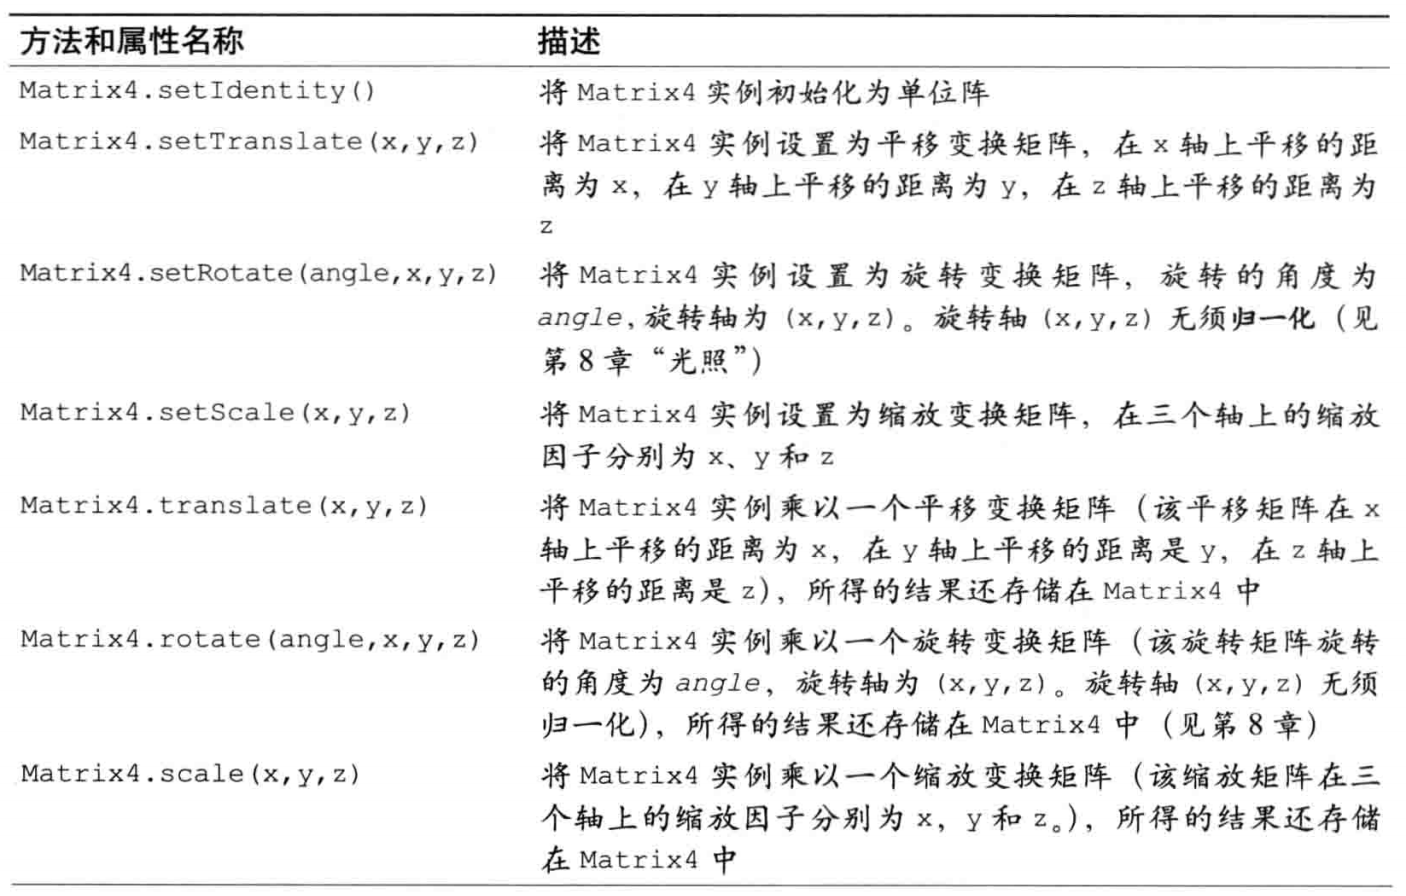 方法和属性名称 描述
Matrix4.setIdentity() 将 Matrix4 实例初始化为单位阵
Matrix4.setTranslate(x,y,z) 将 Matrix4 实例设置为平移变换矩阵，在 x 轴上平移的距
离为 x，在 y 轴上平移的距离为 y，在 z 轴上平移的距离为
z
Matrix4.setRotate(angle,x,y,z) 将 Matrix4 实例设置为旋转变换矩阵，旋转的角度为
angle,旋转轴为 (x,y,z)。旋转轴 (x,y,z) 无须归一化（见
第 8 章“光照”）
Matrix4.setScale(x,y,z) 将 Matrix4 实例设置为缩放变换矩阵，在三个轴上的缩放
因子分别为 x、y 和 z
Matrix4.translate(x,y,z) 将 Matrix4 实例乘以一个平移变换矩阵（该平移矩阵在 x
轴上平移的距离为 x，在 y 轴上平移的距离是 y，在 z 轴上
平移的距离是 z），所得的结果还存储在 Matrix4 中
Matrix4.rotate(angle,x,y,z) 将 Matrix4 实例乘以一个旋转变换矩阵（该旋转矩阵旋转
的角度为 angle，旋转轴为 (x,y,z)。旋转轴 (x,y,z) 无须
归一化），所得的结果还存储在 Matrix4 中（见第 8 章）
Matrix4.scale(x,y,z) 将 Matrix4 实例乘以一个缩放变换矩阵（该缩放矩阵在三
个轴上的缩放因子分别为 x，y 和 z。），所得的结果还存储
在 Matrix4 中